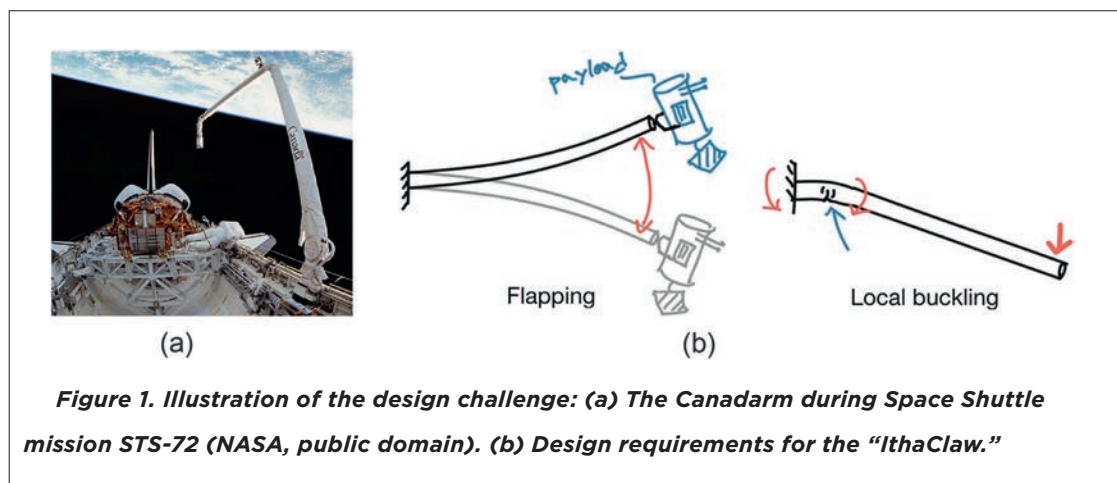 Canada
payload
Flapping
Local buckling
(a)
(b)
Figure 1. Illustration of the design challenge: (a) The Canadarm during Space Shuttle
mission STS-72 (NASA, public domain). (b) Design requirements for the “IthaClaw.”